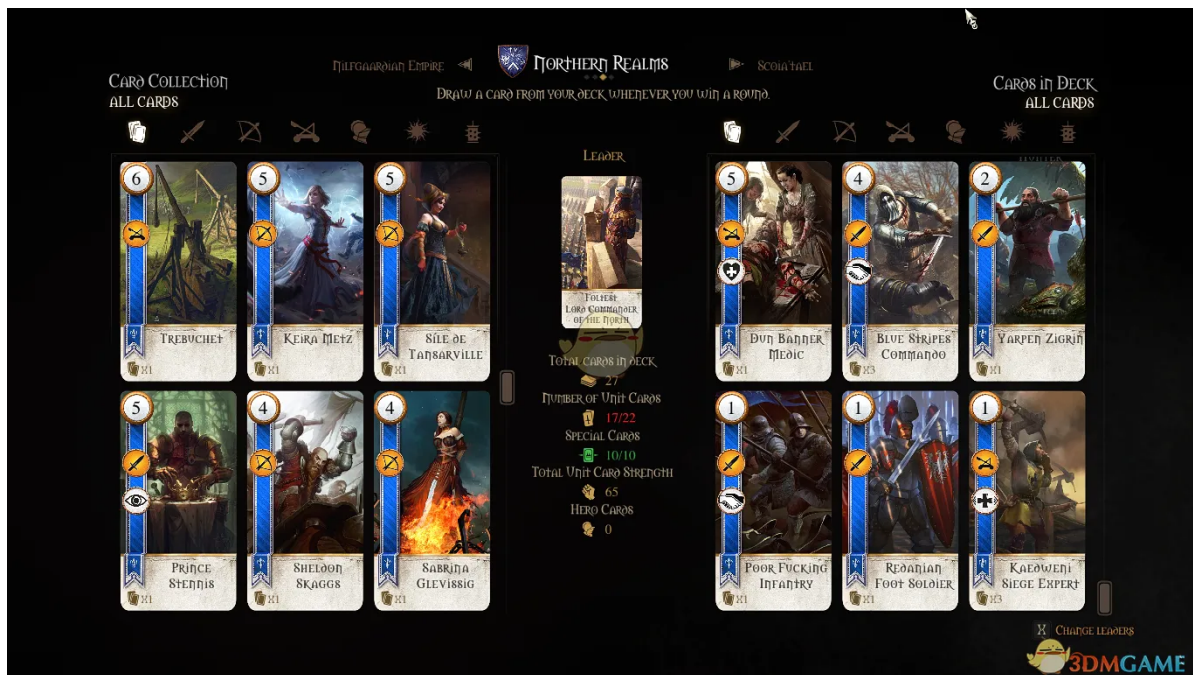 Nilfgaardian Empire
Northern Realms
Scoia'tael
Draw a card from your deck whenever you win a round.
Card Collection
ALL CARDS
Cards in Deck
ALL CARDS
6
Trebuchet
X1
5
Keira Metz
X1
5
Síle de
Tansarville
X1
5
Prince
Stennis
X1
4
Sheldon
Skaggs
X1
4
Sabrina
Glevissig
X1
Leader
Foltest
Lord Commander
of the North
Total cards in deck
27
Number of Unit Cards
17/22
Special Cards
10/10
Total Unit Card Strength
65
Hero Cards
0
5
Dun Banner
Medic
X1
4
Blue Stripes
Commando
X3
2
Yarpen Zigrin
X1
1
Poor Fucking
Infantry
X1
1
Redanian
Foot Soldier
X1
1
Kaedweni
Siege Expert
X3
X Change leaders
3DMGAME